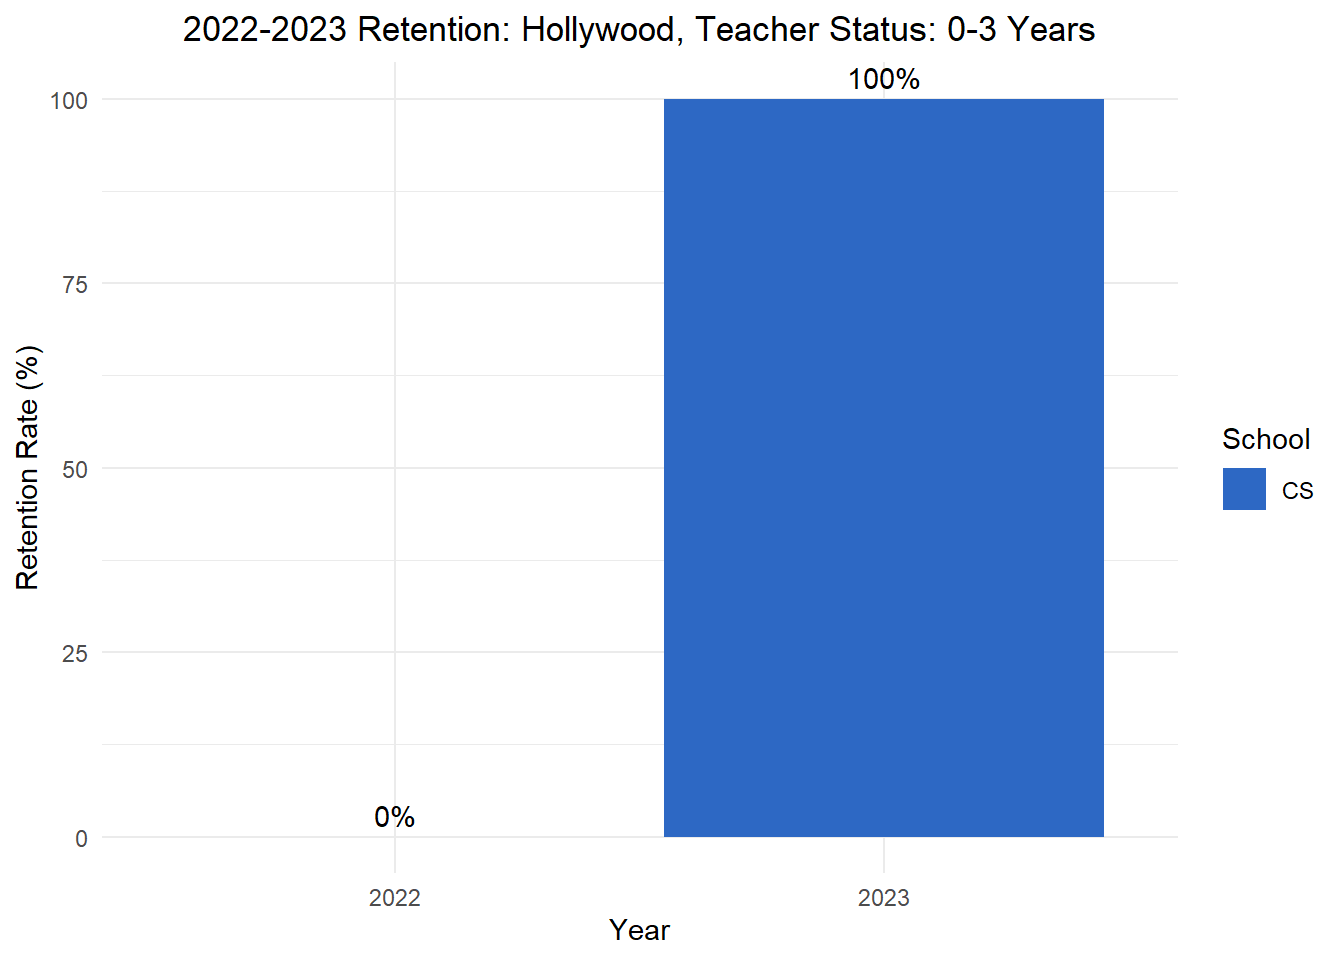 2022-2023 Retention: Hollywood, Teacher Status: 0-3 Years
100%
100
75
50
25
0
0%
Retention Rate (%)
2022
2023
Year
School
CS